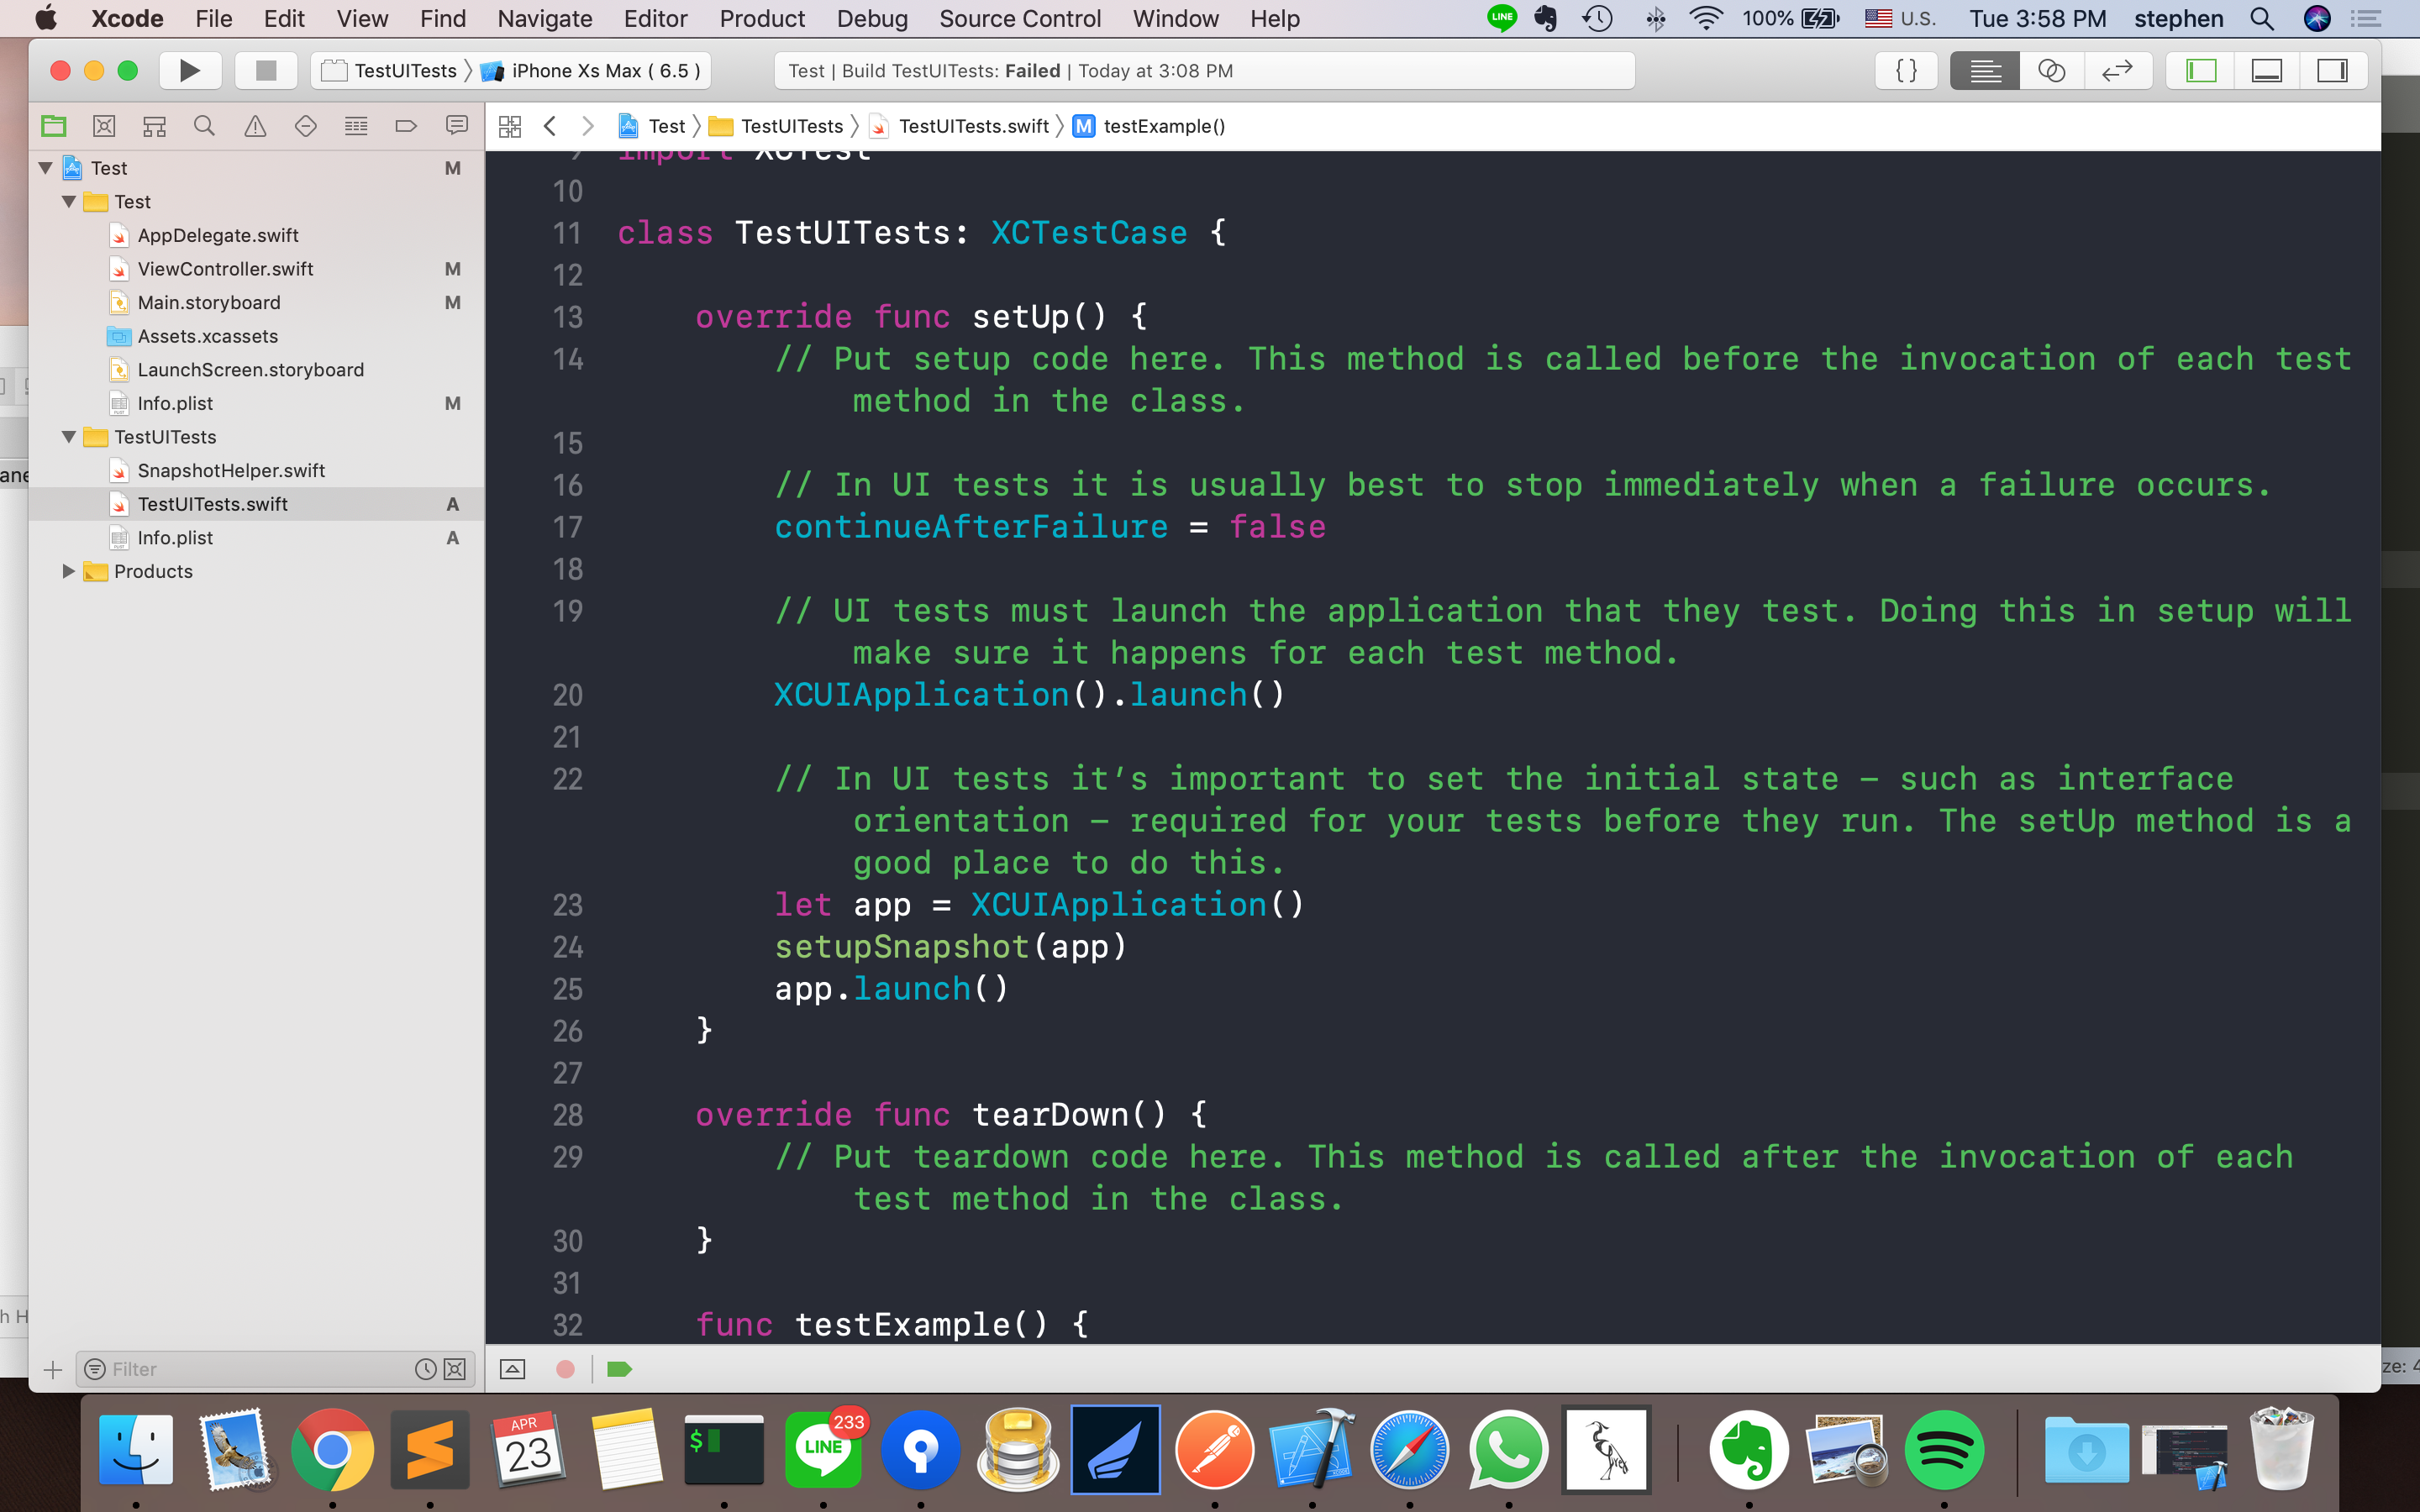 Xcode File Edit View Find Navigate Editor Product Debug Source Control Window Help LINE 100% U.S. Tue 3:58 PM stephen
TestUITests iPhone Xs Max ( 6.5 ) Test | Build TestUITests: Failed | Today at 3:08 PM {}
Test TestUITests TestUITests.swift M testExample()
Test M
Test
AppDelegate.swift
ViewController.swift M
Main.storyboard M
Assets.xcassets
LaunchScreen.storyboard
Info.plist M
TestUITests
SnapshotHelper.swift
TestUITests.swift A
Info.plist A
Products
Filter
9 import XCTest
10
11 class TestUITests: XCTestCase {
12
13 override func setUp() {
14 // Put setup code here. This method is called before the invocation of each test
method in the class.
15
16 // In UI tests it is usually best to stop immediately when a failure occurs.
17 continueAfterFailure = false
18
19 // UI tests must launch the application that they test. Doing this in setup will
make sure it happens for each test method.
20 XCUIApplication().launch()
21
22 // In UI tests it’s important to set the initial state – such as interface
orientation – required for your tests before they run. The setUp method is a
good place to do this.
23 let app = XCUIApplication()
24 setupSnapshot(app)
25 app.launch()
26 }
27
28 override func tearDown() {
29 // Put teardown code here. This method is called after the invocation of each
test method in the class.
30 }
31
32 func testExample() {
ane
h H
ze: 4
APR
23
$
LINE
233